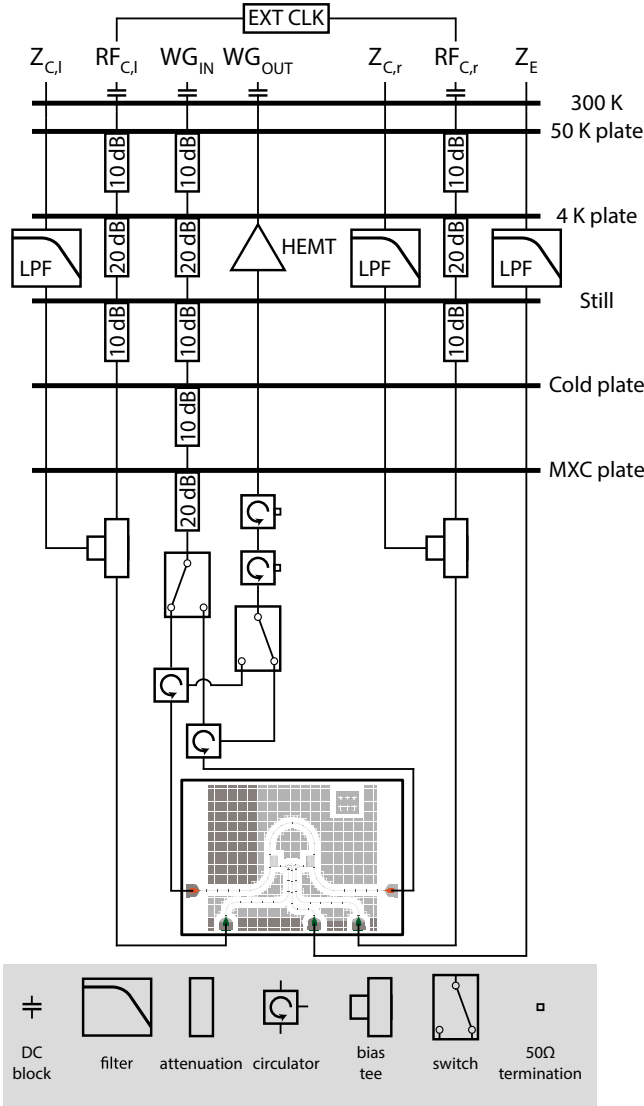 EXT CLK
Z_C,l RF_C,l WG_IN WG_OUT Z_C,r RF_C,r Z_E
300 K
50 K plate
10 dB 10 dB 10 dB
4 K plate
LPF 20 dB 20 dB HEMT LPF 20 dB LPF
Still
10 dB 10 dB 10 dB
Cold plate
10 dB
MXC plate
20 dB
DC block
filter
attenuation
circulator
bias tee
switch
50Ω termination